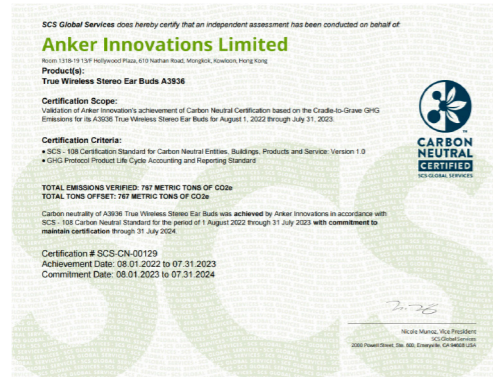 SCS Global Services does hereby certify that an independent assessment has been conducted on behalf of:
Anker Innovations Limited
Room 1318-19 13/F Hollywood Plaza, 610 Nathan Road, Mongkok, Kowloon, Hong Kong
Product(s):
True Wireless Stereo Ear Buds A3936
Certification Scope:
Validation of Anker Innovation's achievement of Carbon Neutral Certification based on the Cradle-to-Grave GHG
Emissions for its A3936 True Wireless Stereo Ear Buds for August 1, 2022 through July 31, 2023.
Certification Criteria:
• SCS - 108 Certification Standard for Carbon Neutral Entities, Buildings, Products and Service: Version 1.0
• GHG Protocol Product Life Cycle Accounting and Reporting Standard
CARBON
NEUTRAL
CERTIFIED
SCS GLOBAL SERVICES
TOTAL EMISSIONS VERIFIED: 767 METRIC TONS OF CO2e
TOTAL TONS OFFSET: 767 METRIC TONS OF CO2e
Carbon neutrality of A3936 True Wireless Stereo Ear Buds was achieved by Anker Innovations in accordance with
SCS - 108 Carbon Neutral Standard for the period of 1 August 2022 through 31 July 2023 with commitment to
maintain certification through 31 July 2024.
Certification # SCS-CN-00129
Achievement Date: 08.01.2022 to 07.31.2023
Commitment Date: 08.01.2023 to 07.31.2024
Nicole Munoz, Vice President
SCS Global Services
2000 Powell Street, Ste. 600, Emeryville, CA 94608 USA
SCS